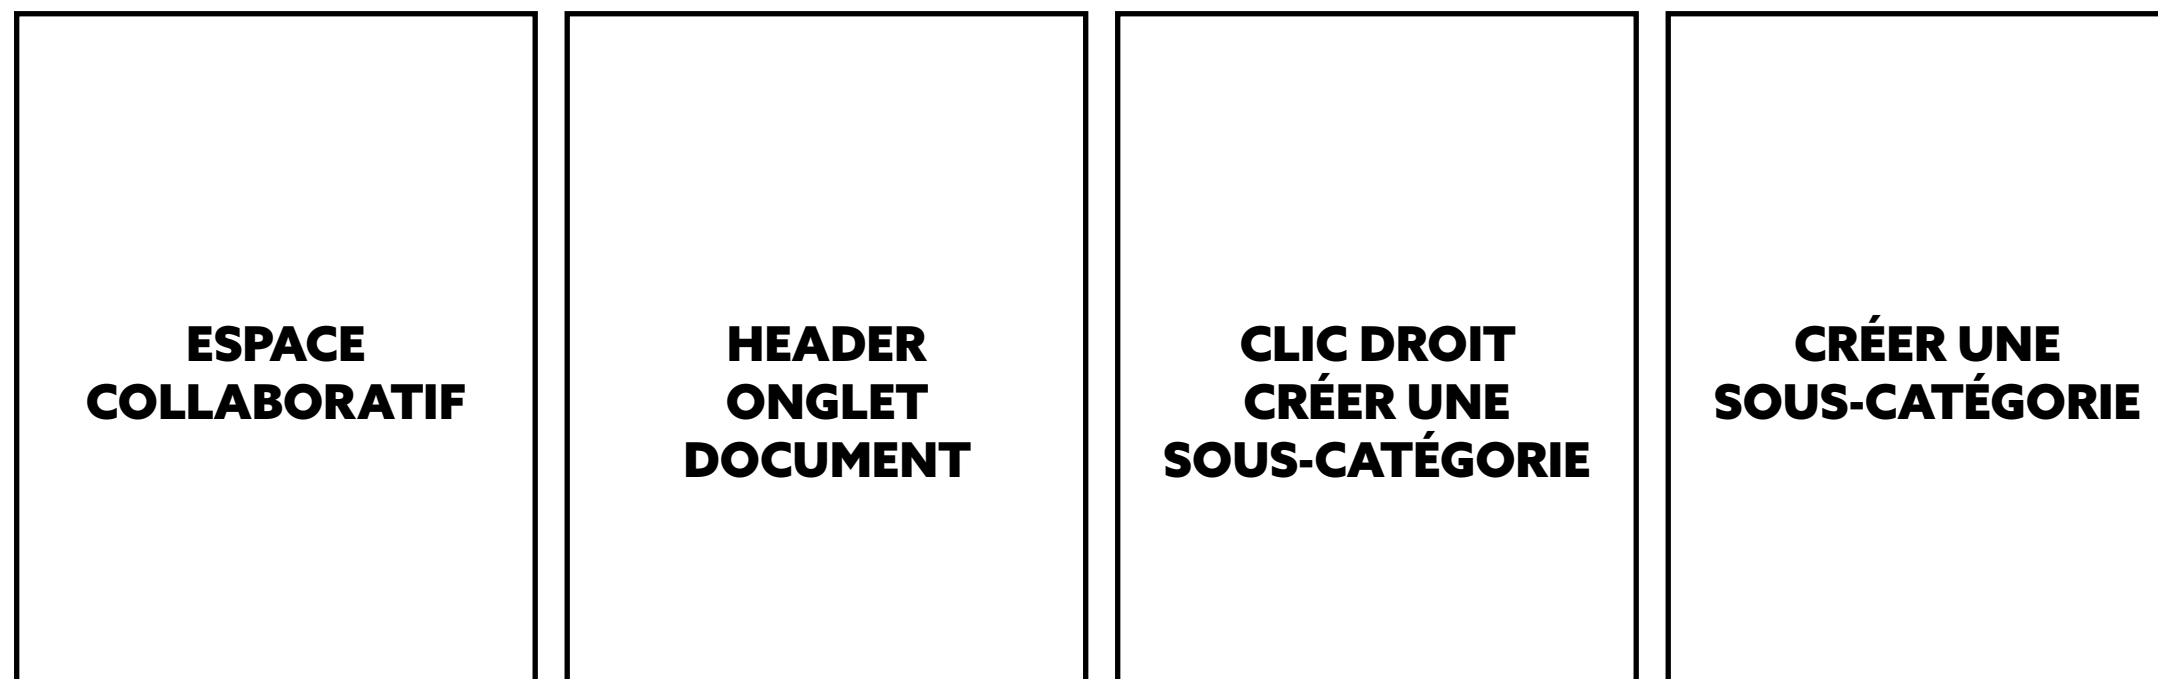 ESPACE
COLLABORATIF
HEADER
ONGLET
DOCUMENT
CLIC DROIT
CRÉER UNE
SOUS-CATÉGORIE
CRÉER UNE
SOUS-CATÉGORIE